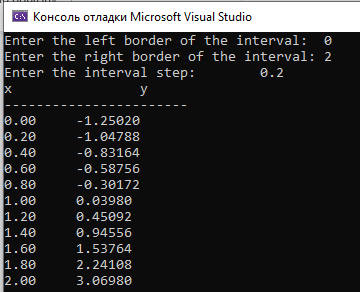 Консоль отладки Microsoft Visual Studio
Enter the left border of the interval: 0
Enter the right border of the interval: 2
Enter the interval step: 0.2
x y
-----------------------
0.00 -1.25020
0.20 -1.04788
0.40 -0.83164
0.60 -0.58756
0.80 -0.30172
1.00 0.03980
1.20 0.45092
1.40 0.94556
1.60 1.53764
1.80 2.24108
2.00 3.06980